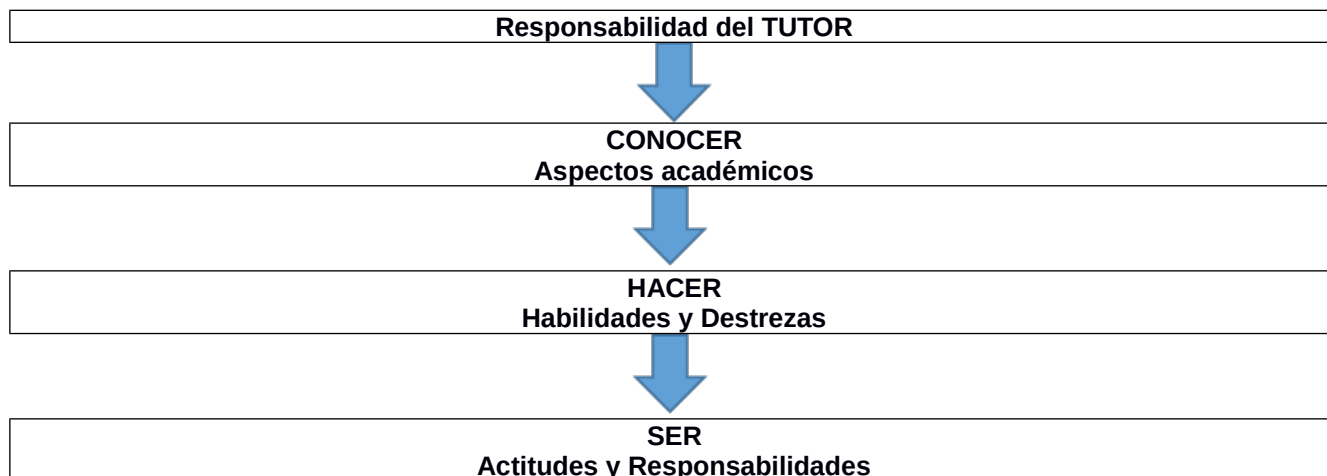 Responsabilidad del TUTOR
CONOCER
Aspectos académicos
HACER
Habilidades y Destrezas
SER
Actitudes y Responsabilidades